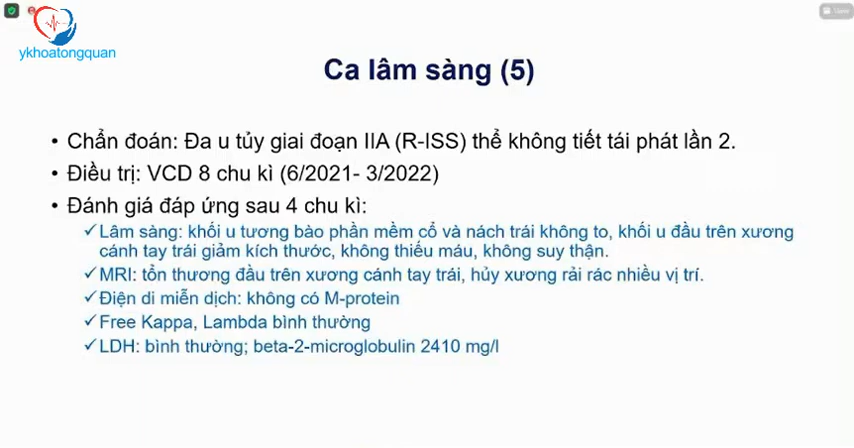 View
ykhoatongquan
Ca lâm sàng (5)
• Chẩn đoán: Đa u tủy giai đoạn IIA (R-ISS) thể không tiết tái phát lần 2.
• Điều trị: VCD 8 chu kì (6/2021- 3/2022)
• Đánh giá đáp ứng sau 4 chu kì:
✓Lâm sàng: khối u tương bào phần mềm cổ và nách trái không to, khối u đầu trên xương
cánh tay trái giảm kích thước, không thiếu máu, không suy thận.
✓MRI: tổn thương đầu trên xương cánh tay trái, hủy xương rải rác nhiều vị trí.
✓Điện di miễn dịch: không có M-protein
✓Free Kappa, Lambda bình thường
✓LDH: bình thường; beta-2-microglobulin 2410 mg/l